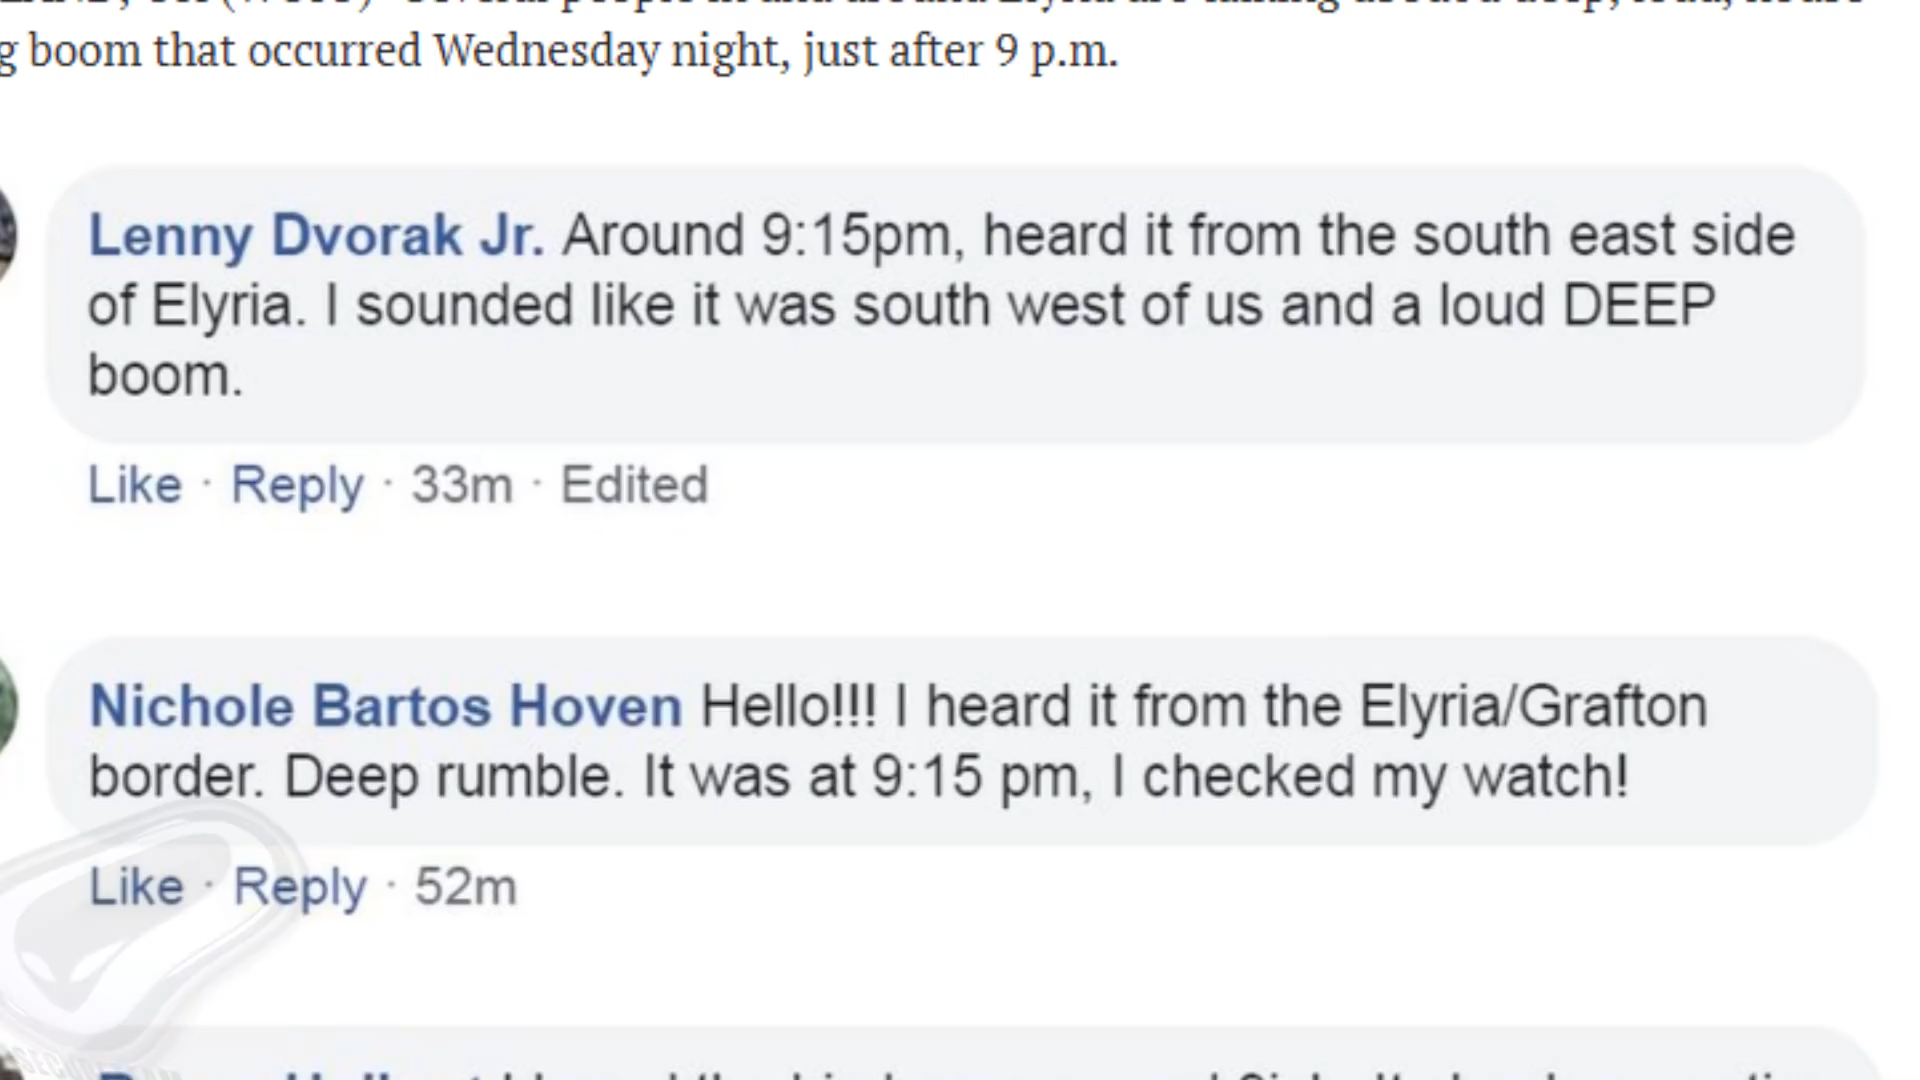 g boom that occurred Wednesday night, just after 9 p.m.
Lenny Dvorak Jr. Around 9:15pm, heard it from the south east side
of Elyria. I sounded like it was south west of us and a loud DEEP
boom.
Like · Reply · 33m · Edited
Nichole Bartos Hoven Hello!!! I heard it from the Elyria/Grafton
border. Deep rumble. It was at 9:15 pm, I checked my watch!
Like · Reply · 52m